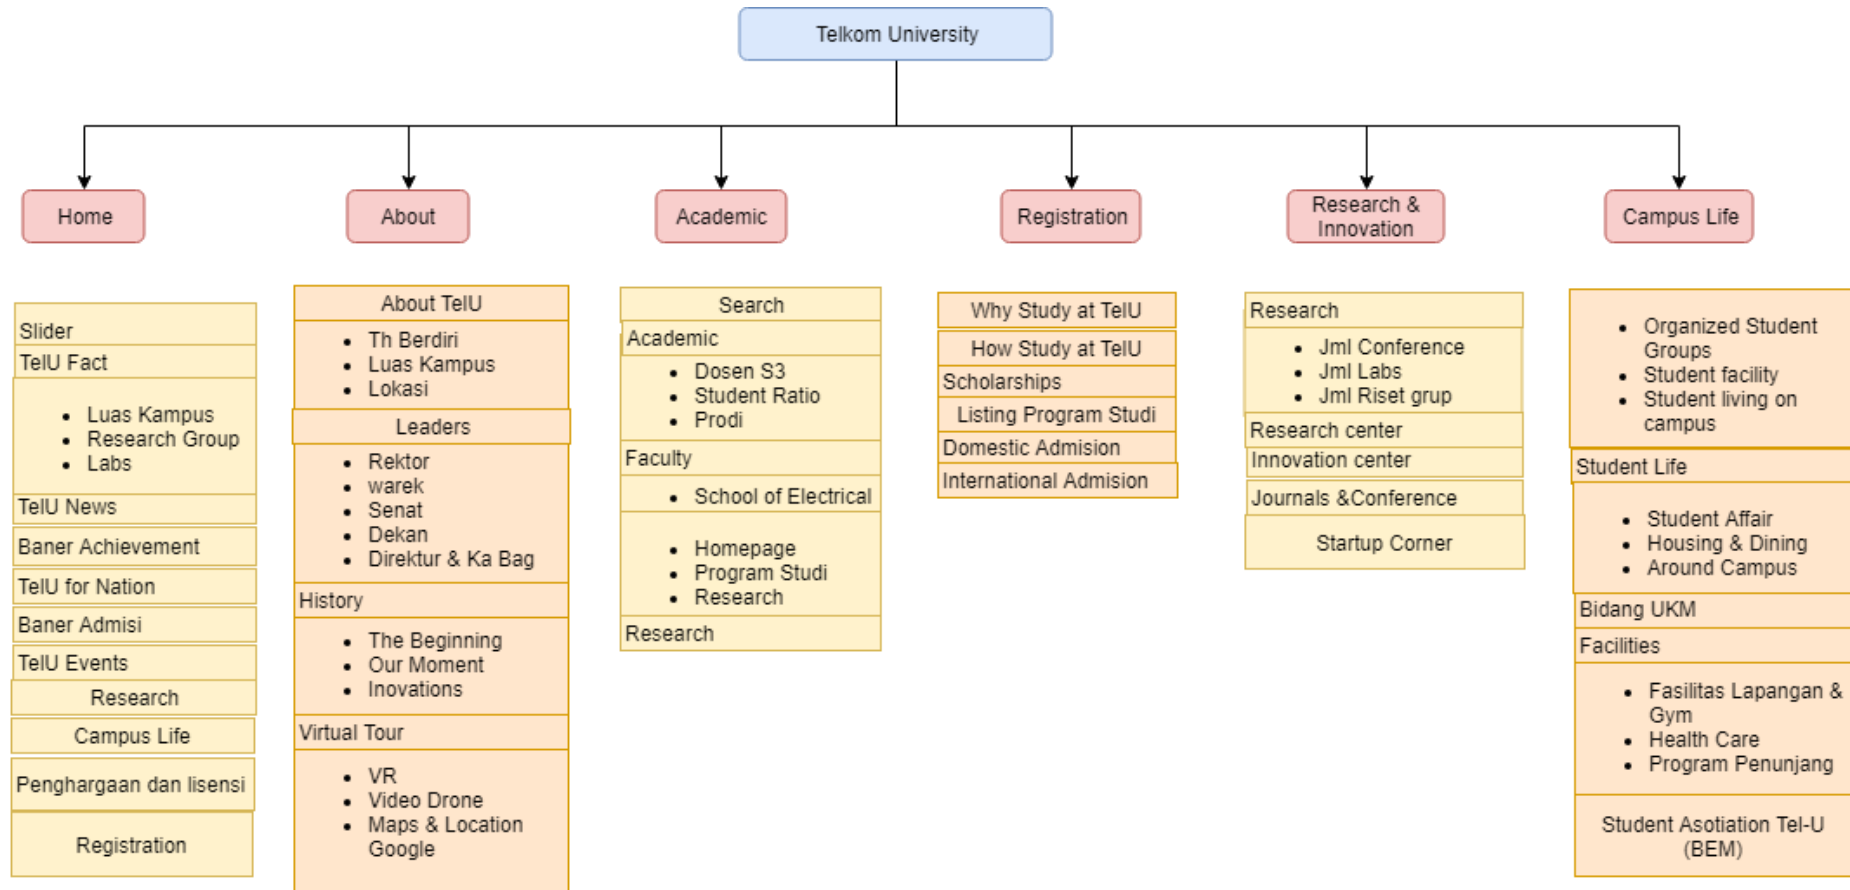 Telkom University
Home
About
Academic
Registration
Research &
Innovation
Campus Life
Slider
TelU Fact
Luas Kampus
Research Group
Labs
TelU News
Baner Achievement
TelU for Nation
Baner Admisi
TelU Events
Research
Campus Life
Penghargaan dan lisensi
Registration
About TelU
Th Berdiri
Luas Kampus
Lokasi
Leaders
Rektor
warek
Senat
Dekan
Direktur & Ka Bag
History
The Beginning
Our Moment
Inovations
Virtual Tour
VR
Video Drone
Maps & Location
Google
Search
Academic
Dosen S3
Student Ratio
Prodi
Faculty
School of Electrical
Homepage
Program Studi
Research
Research
Why Study at TelU
How Study at TelU
Scholarships
Listing Program Studi
Domestic Admision
International Admision
Research
Jml Conference
Jml Labs
Jml Riset grup
Research center
Innovation center
Journals &Conference
Startup Corner
Organized Student
Groups
Student facility
Student living on
campus
Student Life
Student Affair
Housing & Dining
Around Campus
Bidang UKM
Facilities
Fasilitas Lapangan &
Gym
Health Care
Program Penunjang
Student Asotiation Tel-U
(BEM)